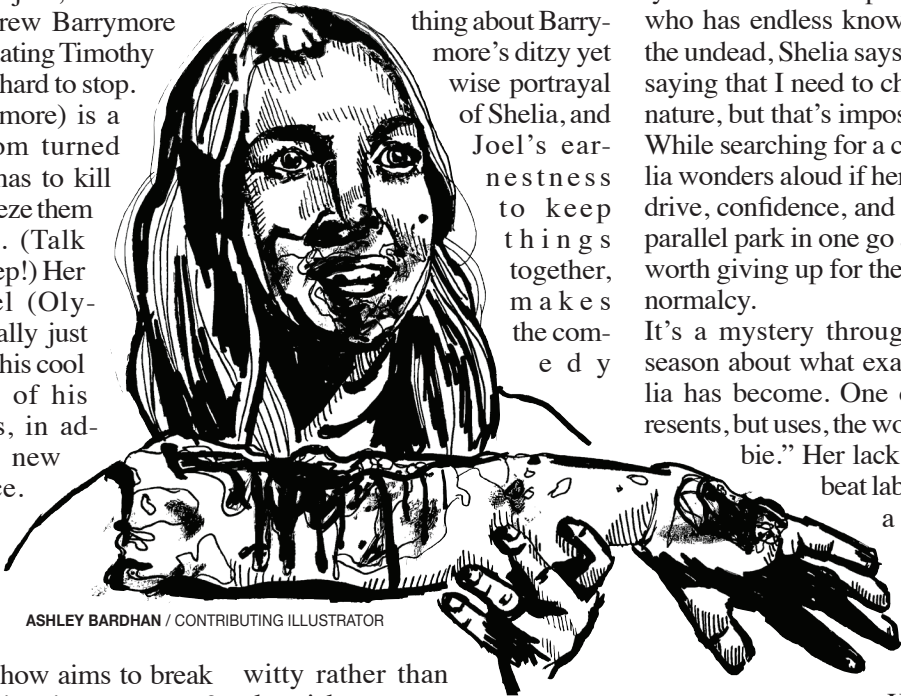 rew Barrymore
ating Timothy
hard to stop.
more) is a
om turned
has to kill
eze them
. (Talk
ep!) Her
el (Oly-
ally just
his cool
of his
s, in ad-
new
ce.
thing about Barry-
more’s ditzy yet
wise portrayal
of Shelia, and
Joel’s ear-
nestness
to keep
things
together,
makes
the com-
edy
who has endless know
the undead, Shelia says
saying that I need to ch
nature, but that’s impos
While searching for a c
lia wonders aloud if her
drive, confidence, and
parallel park in one go
worth giving up for the
normalcy.
It’s a mystery throug
season about what exa
lia has become. One
resents, but uses, the wo
bie.” Her lack
beat lab
a
ASHLEY BARDHAN / CONTRIBUTING ILLUSTRATOR
how aims to break
witty rather than